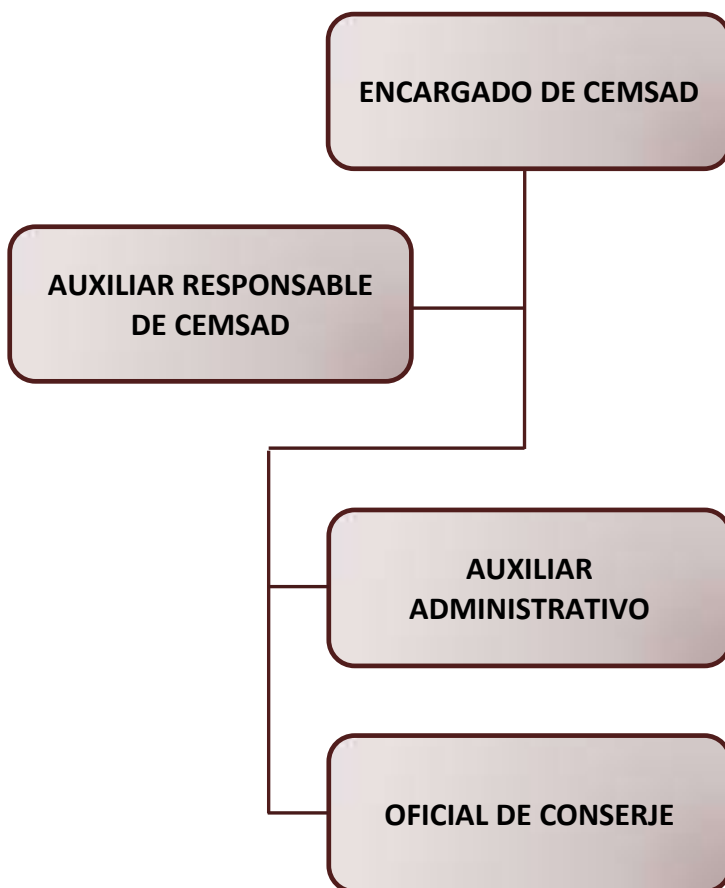 ENCARGADO DE CEMSAD
AUXILIAR RESPONSABLE
DE CEMSAD
AUXILIAR
ADMINISTRATIVO
OFICIAL DE CONSERJE